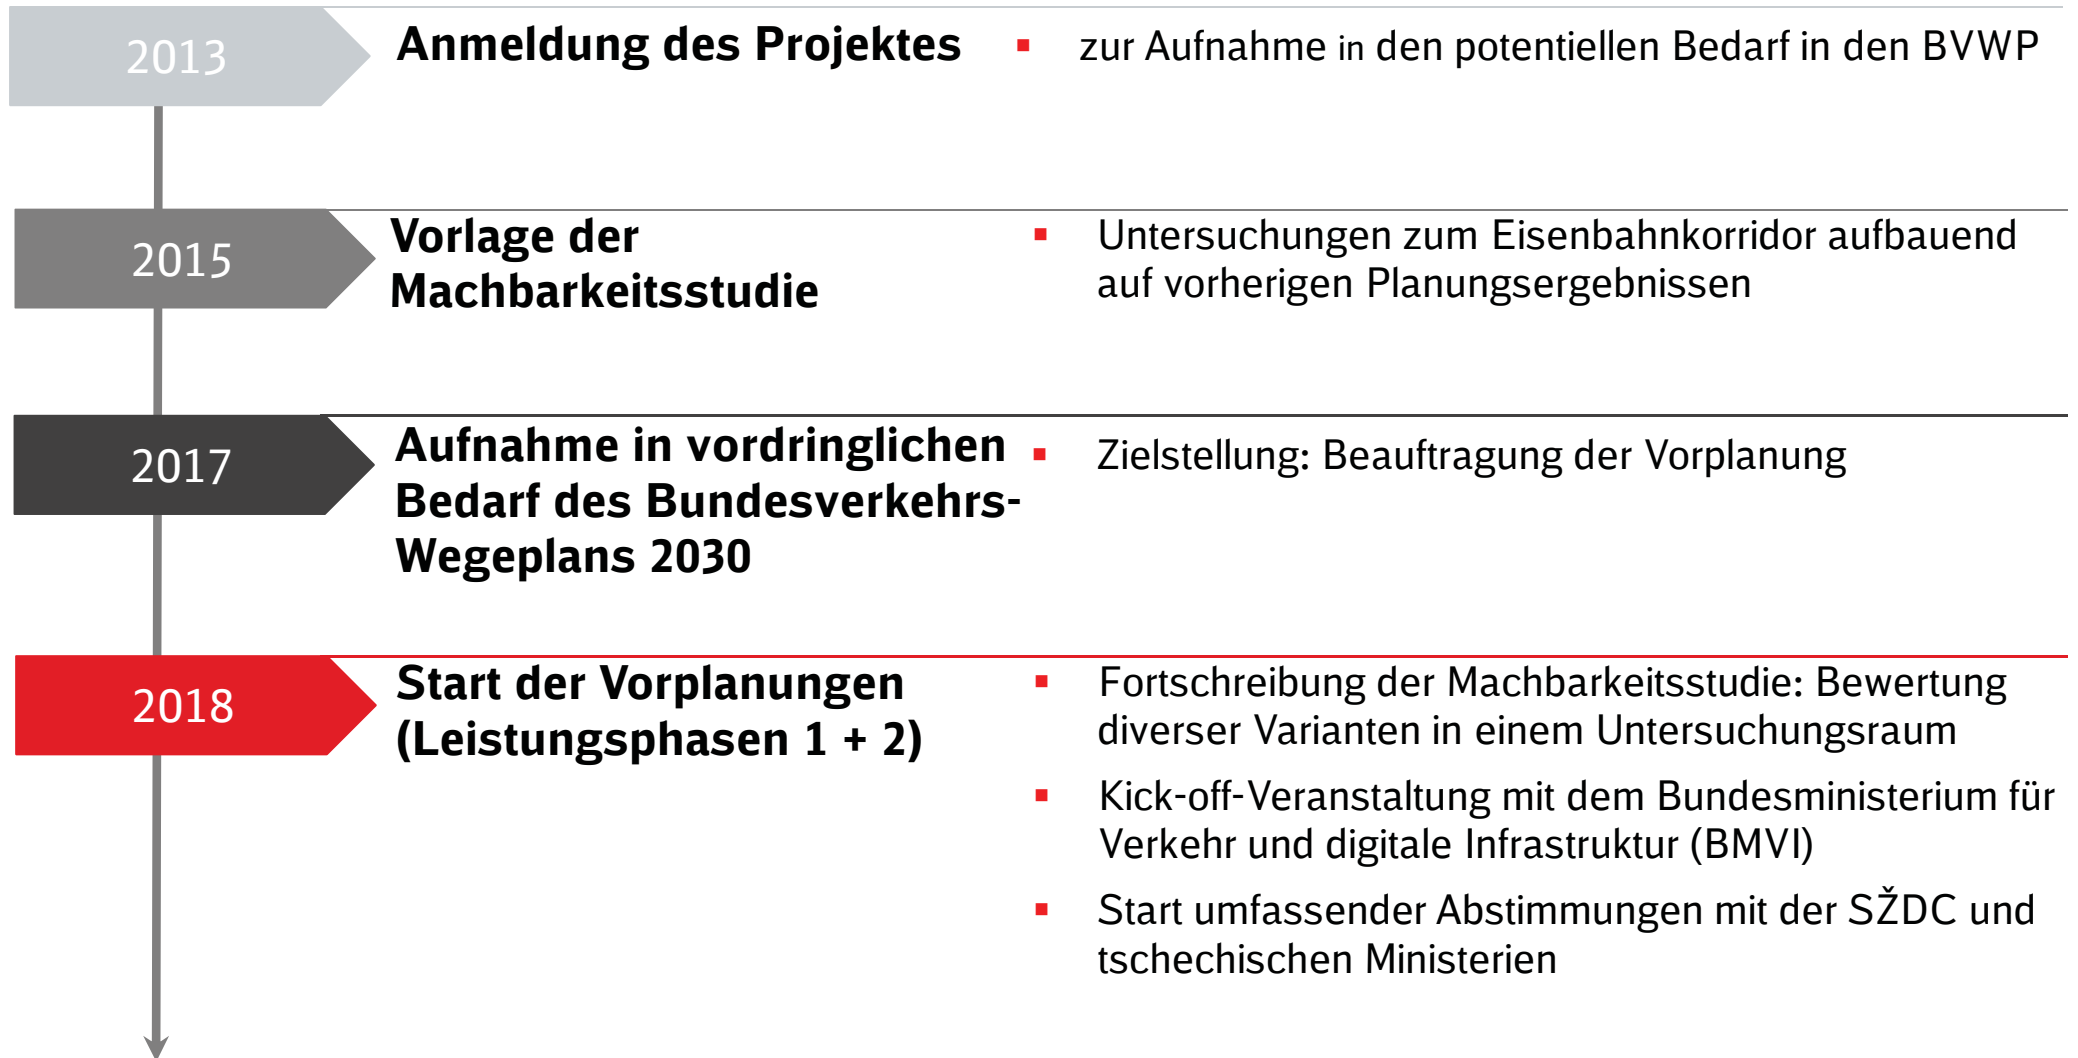 2013
Anmeldung des Projektes
▪ zur Aufnahme in den potentiellen Bedarf in den BVWP
2015
Vorlage der
Machbarkeitsstudie
▪ Untersuchungen zum Eisenbahnkorridor aufbauend
auf vorherigen Planungsergebnissen
2017
Aufnahme in vordringlichen
Bedarf des Bundesverkehrs-
Wegeplans 2030
▪ Zielstellung: Beauftragung der Vorplanung
2018
Start der Vorplanungen
(Leistungsphasen 1 + 2)
▪ Fortschreibung der Machbarkeitsstudie: Bewertung
diverser Varianten in einem Untersuchungsraum
▪ Kick-off-Veranstaltung mit dem Bundesministerium für
Verkehr und digitale Infrastruktur (BMVI)
▪ Start umfassender Abstimmungen mit der SŽDC und
tschechischen Ministerien